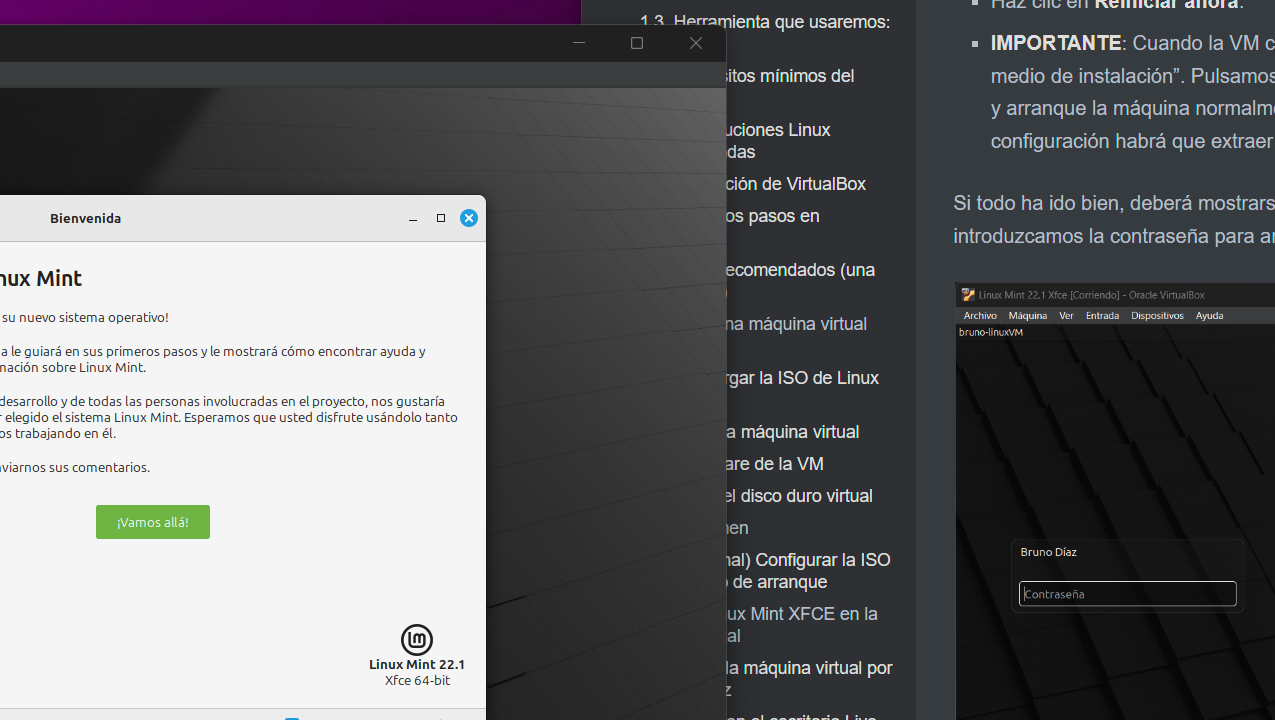 Bienvenida
nux Mint
su nuevo sistema operativo!
a le guiará en sus primeros pasos y le mostrará cómo encontrar ayuda y
mación sobre Linux Mint.
desarrollo y de todas las personas involucradas en el proyecto, nos gustaría
r elegido el sistema Linux Mint. Esperamos que usted disfrute usándolo tanto
os trabajando en él.
nviarnos sus comentarios.
¡Vamos allá!
Linux Mint 22.1
Xfce 64-bit
1.3. Herramienta que usaremos:
sitos mínimos del
uciones Linux
das
ción de VirtualBox
os pasos en
ecomendados (una
)
na máquina virtual
rgar la ISO de Linux
a máquina virtual
are de la VM
el disco duro virtual
nen
nal) Configurar la ISO
o de arranque
ux Mint XFCE en la
al
la máquina virtual por
z
en el escritorio Live
Haz clic en Reiniciar ahora.
IMPORTANTE: Cuando la VM c
medio de instalación”. Pulsamos
y arranque la máquina normalme
configuración habrá que extraer
Si todo ha ido bien, deberá mostrars
introduzcamos la contraseña para ar
Linux Mint 22.1 Xfce [Corriendo] - Oracle VirtualBox
Archivo Máquina Ver Entrada Dispositivos Ayuda
bruno-linuxVM
Bruno Díaz
Contraseña